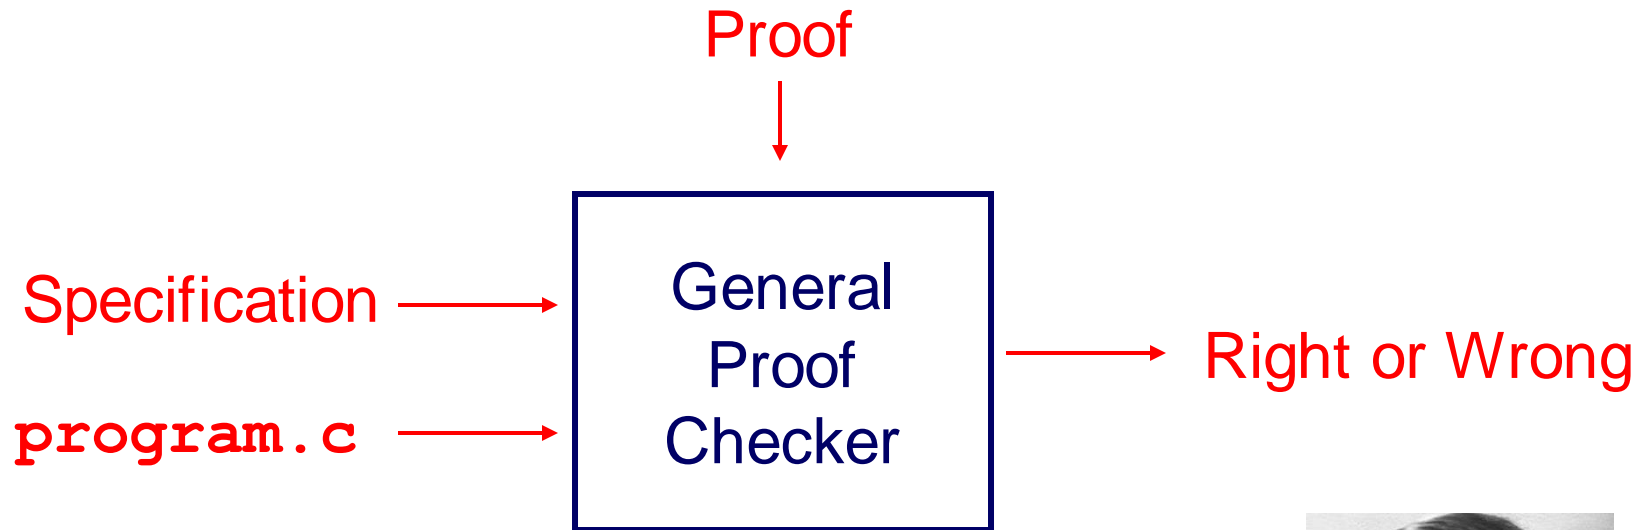 Proof
Specification
program.c
General
Proof
Checker
Right or Wrong